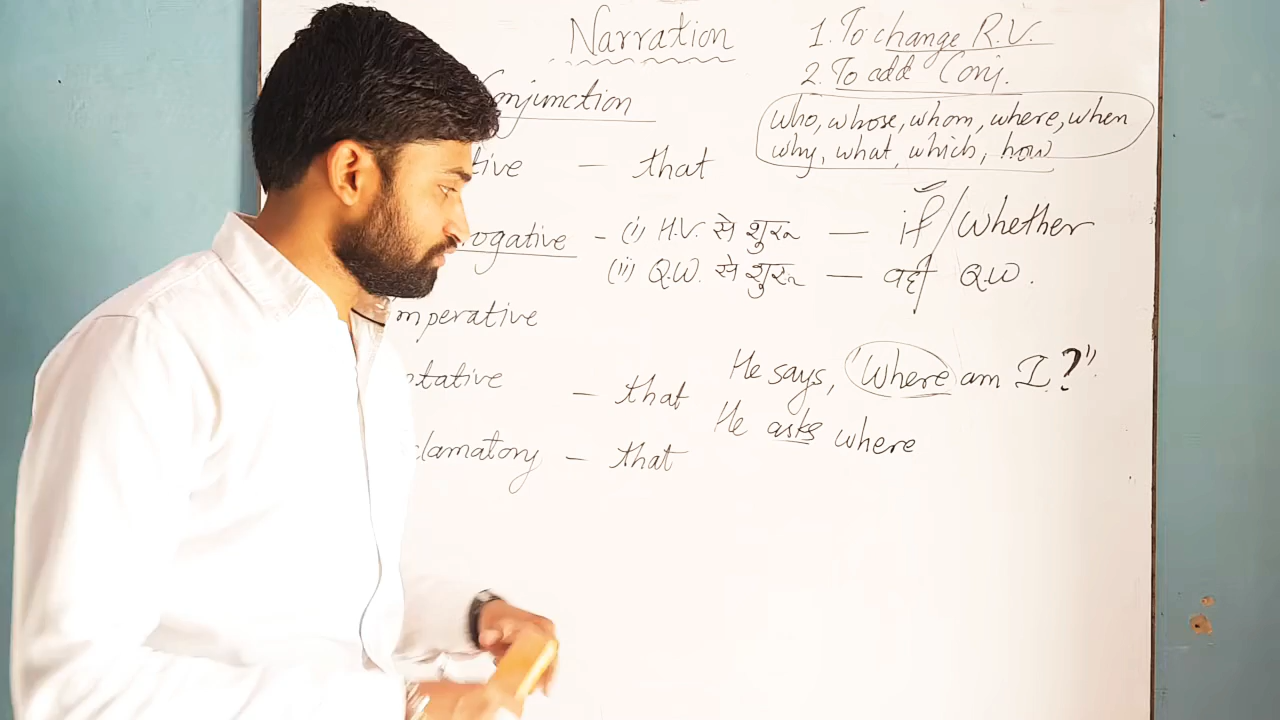 Narration
1. To change R.V.
2. To add Conj.
onjunction
who, whose, whom, where, when
why, what, which, how
tive — that
rogative - (i) H.V. से शुरू — if/whether
(ii) Q.W. से शुरू — वही Q.W.
mperative
tative — that
He says, "Where am I?"
He asks where
clamatory — that